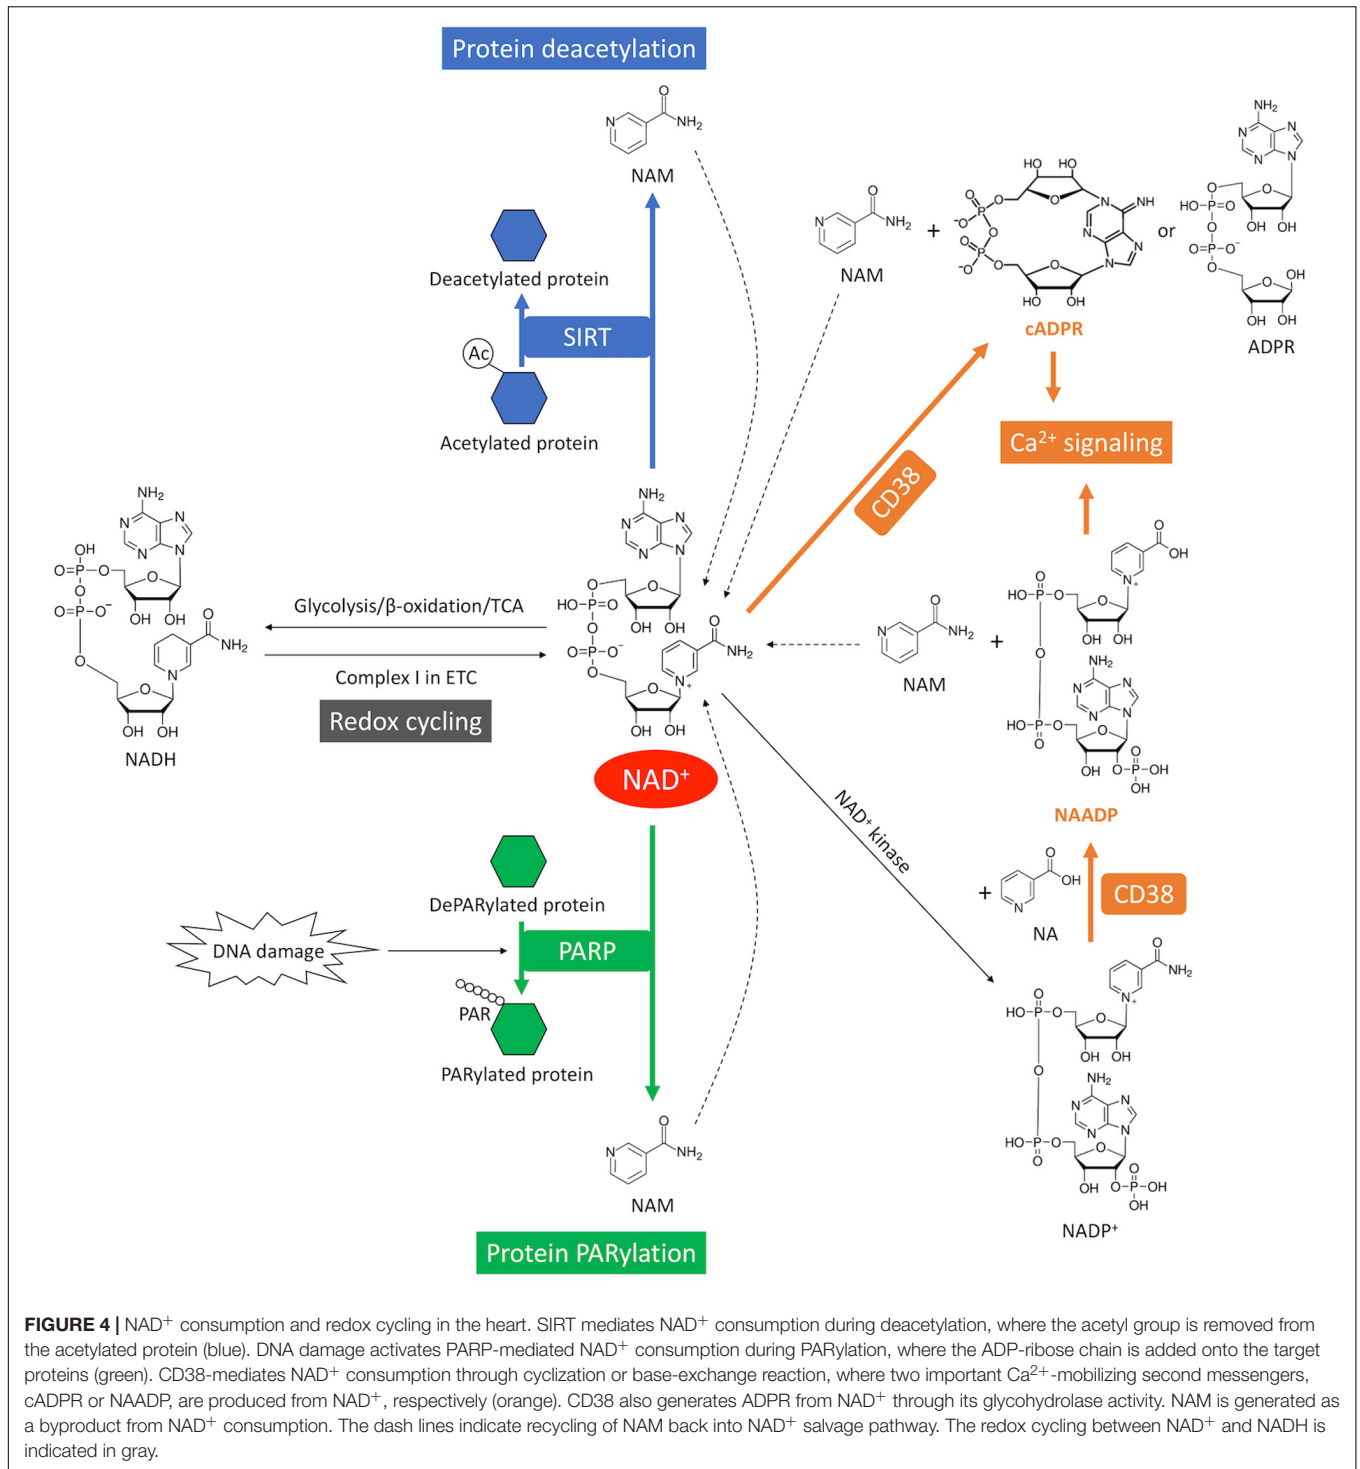 Protein deacetylation
NAM
Deacetylated protein
SIRT
Ac
Acetylated protein
NAM
+
cADPR
or
ADPR
Ca2+ signaling
CD38
NADH
Glycolysis/β-oxidation/TCA
Complex I in ETC
Redox cycling
NAD+
NAM
+
NAADP
NAD+ kinase
+
NA
CD38
NADP+
DePARylated protein
DNA damage
PARP
PAR
PARylated protein
NAM
Protein PARylation
FIGURE 4 | NAD+ consumption and redox cycling in the heart. SIRT mediates NAD+ consumption during deacetylation, where the acetyl group is removed from
the acetylated protein (blue). DNA damage activates PARP-mediated NAD+ consumption during PARylation, where the ADP-ribose chain is added onto the target
proteins (green). CD38-mediates NAD+ consumption through cyclization or base-exchange reaction, where two important Ca2+-mobilizing second messengers,
cADPR or NAADP, are produced from NAD+, respectively (orange). CD38 also generates ADPR from NAD+ through its glycohydrolase activity. NAM is generated as
a byproduct from NAD+ consumption. The dash lines indicate recycling of NAM back into NAD+ salvage pathway. The redox cycling between NAD+ and NADH is
indicated in gray.